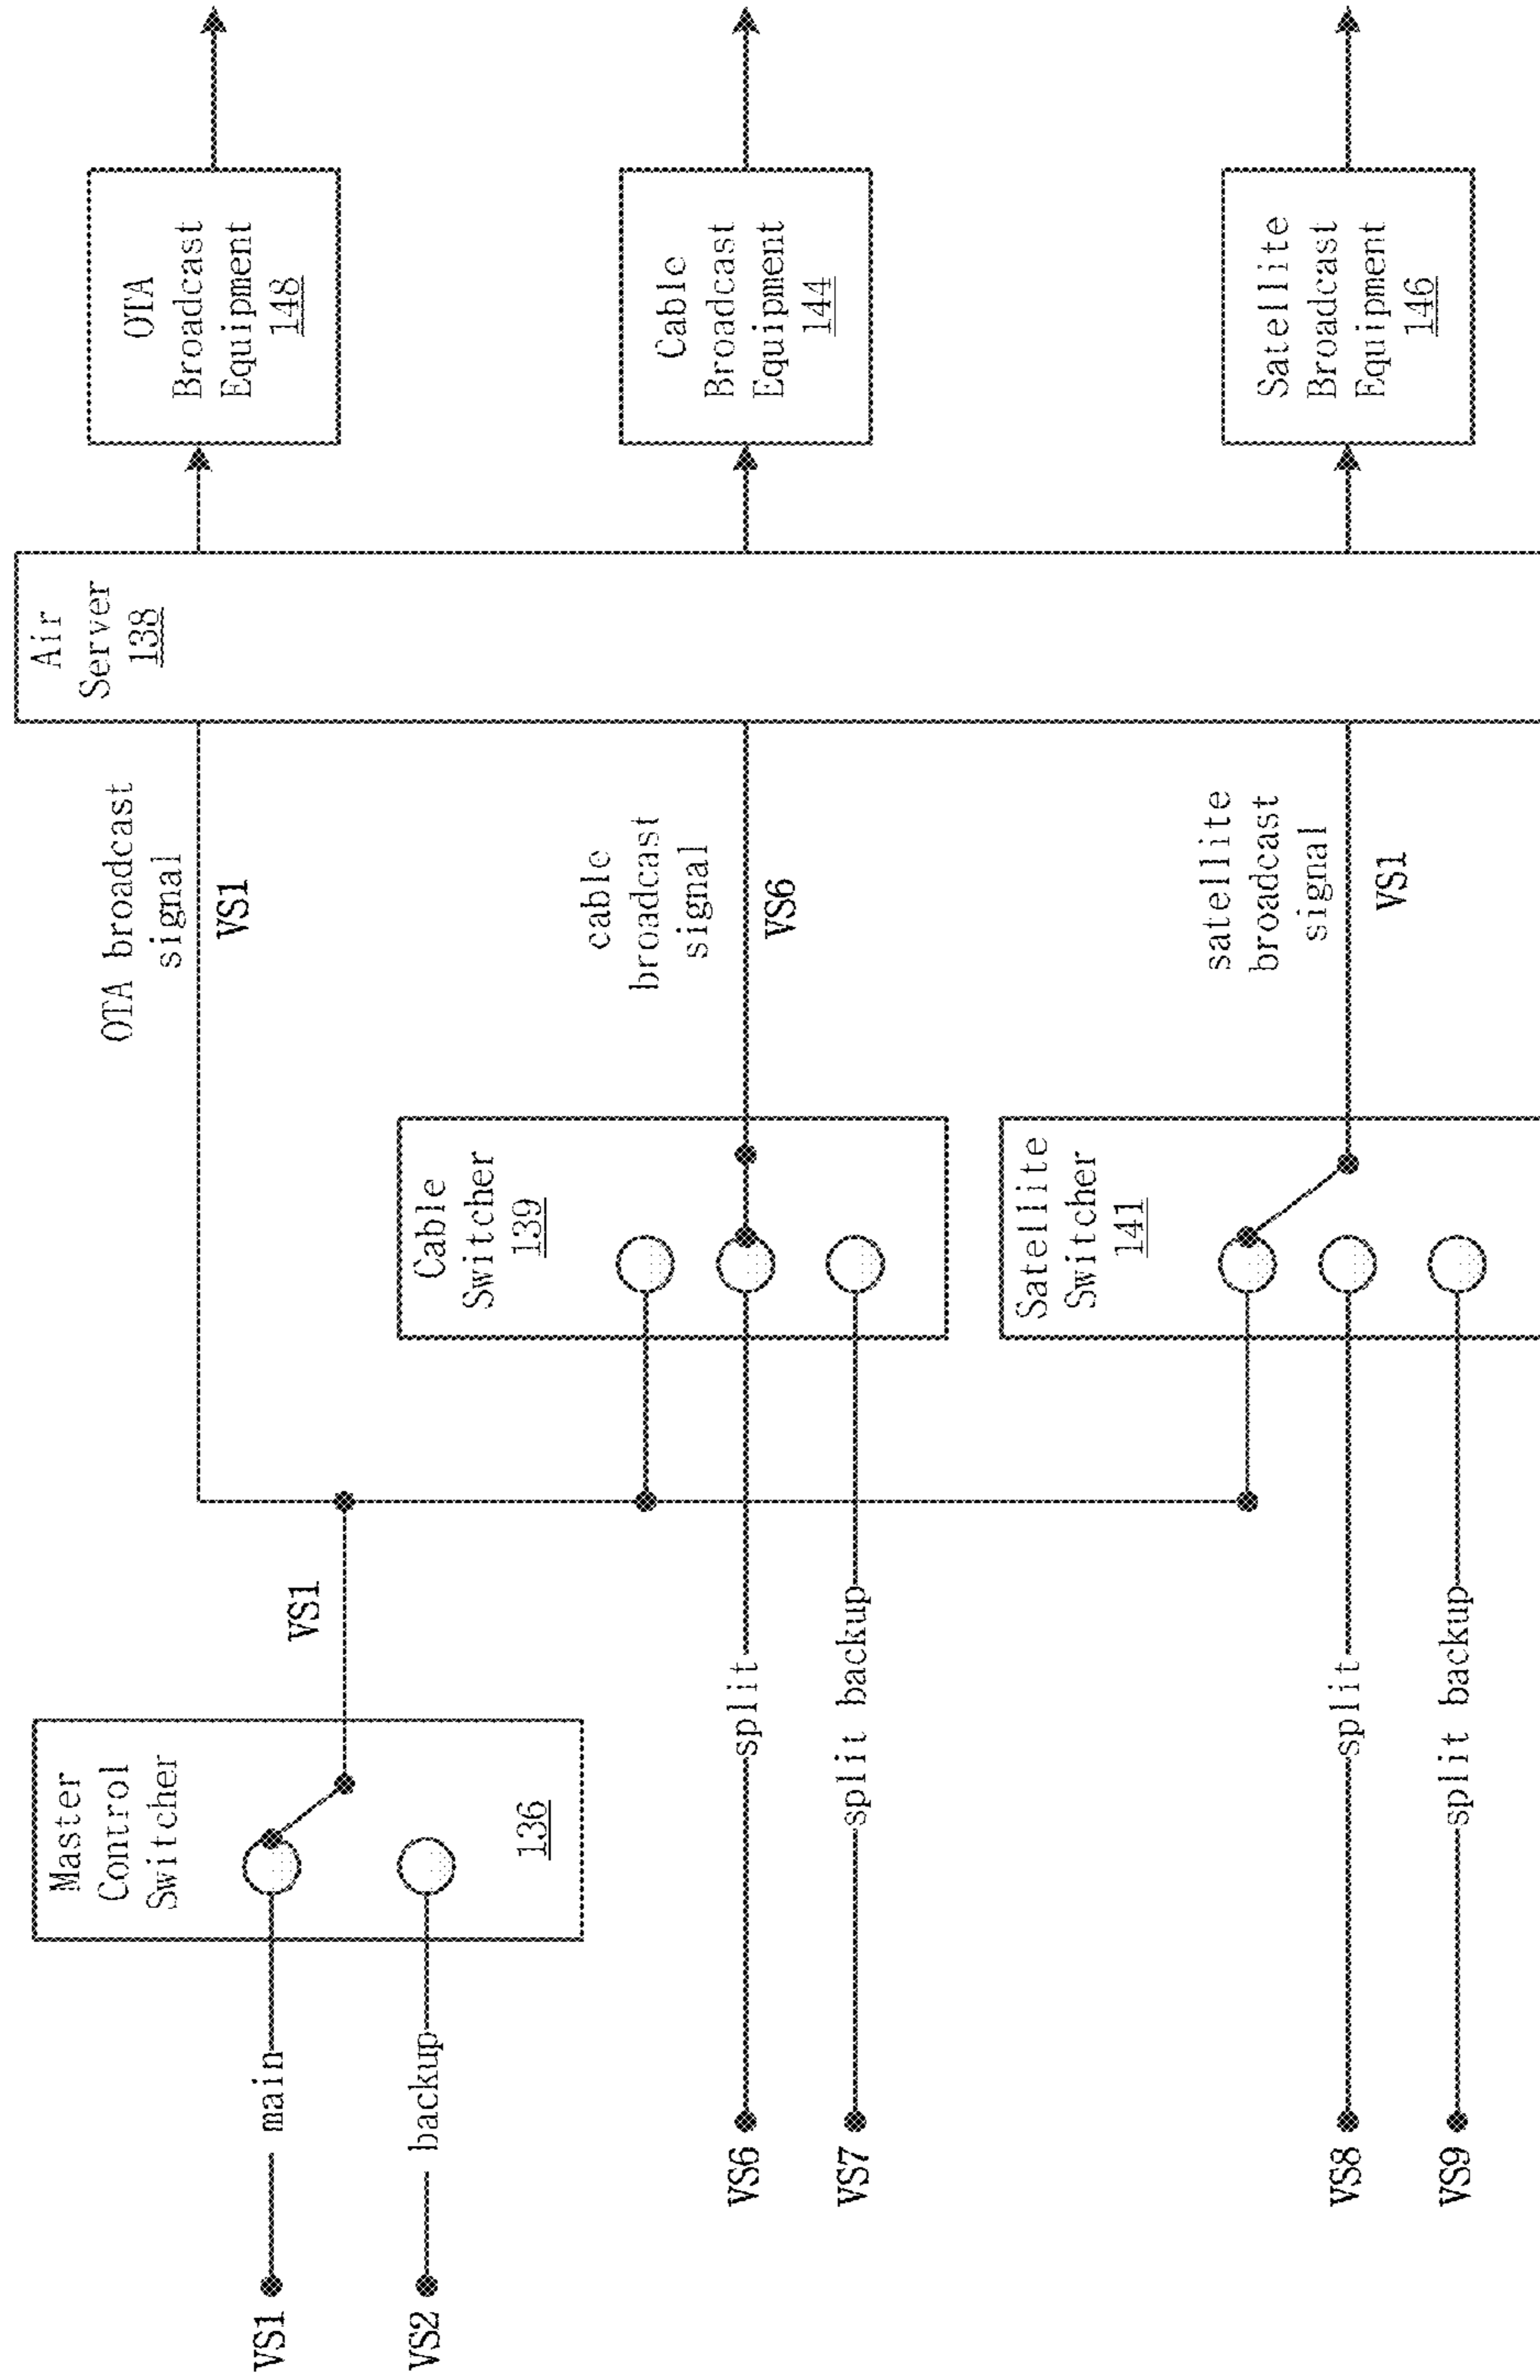 Master
Control
Switcher
136
VS1
main
VS2
backup
VS1
VS6
split
VS7
split backup
VS8
split
VS9
split backup
Cable
Switcher
139
Satellite
Switcher
141
OTA broadcast
signal
VS1
cable
broadcast
signal
VS6
satellite
broadcast
signal
VS1
Air
Server
138
OTA
Broadcast
Equipment
148
Cable
Broadcast
Equipment
144
Satellite
Broadcast
Equipment
146